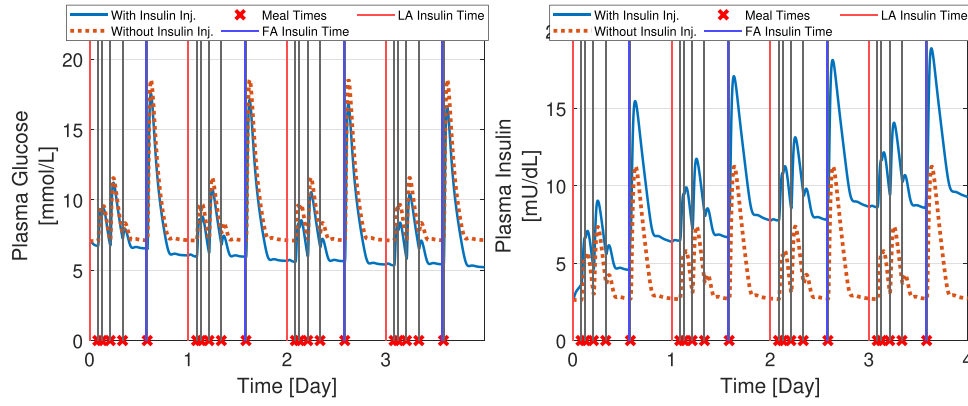 With Insulin Inj.
Meal Times
LA Insulin Time
Without Insulin Inj.
FA Insulin Time
20
15
10
5
0
0
1
2
3
Time [Day]
Plasma Glucose
[mmol/L]
With Insulin Inj.
Meal Times
LA Insulin Time
Without Insulin Inj.
FA Insulin Time
15
10
5
0
0
1
2
3
4
Time [Day]
Plasma Insulin
[mU/dL]